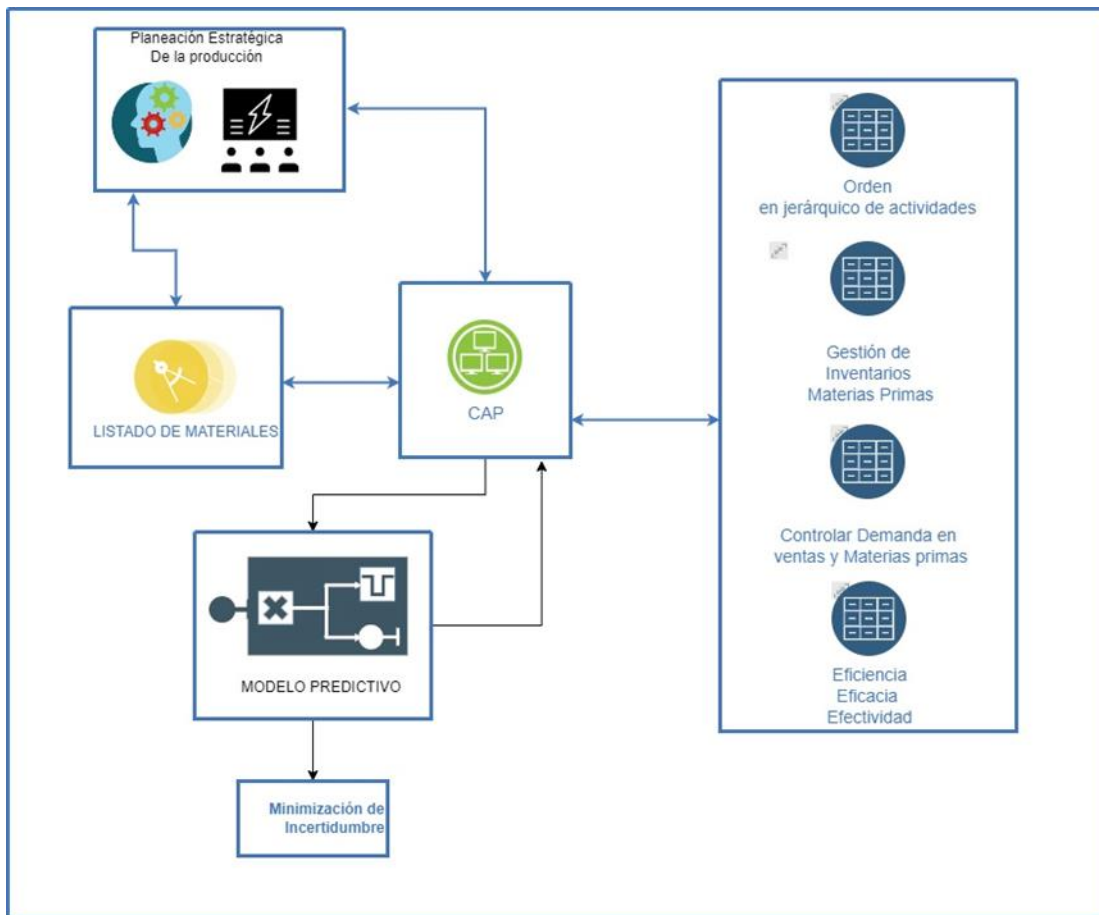 Planeación Estratégica
De la producción
LISTADO DE MATERIALES
CAP
MODELO PREDICTIVO
Minimización de
Incertidumbre
Orden
en jerárquico de actividades
Gestión de
Inventarios
Materias Primas
Controlar Demanda en
ventas y Materias primas
Eficiencia
Eficacia
Efectividad